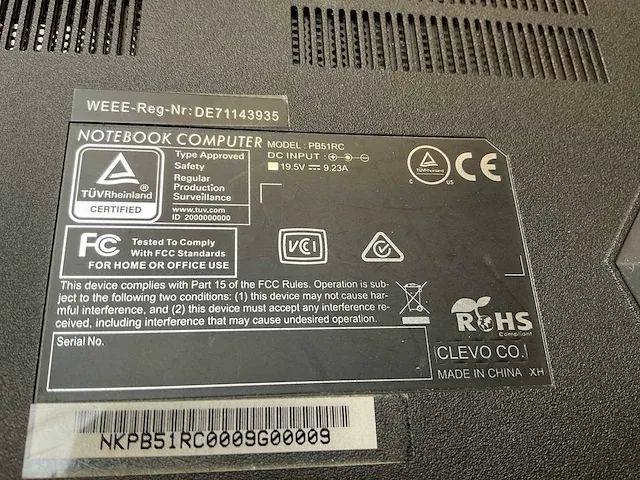 WEEE-Reg-Nr: DE71143935
NOTEBOOK COMPUTER MODEL: PB51RC
DC INPUT:
19.5V 9.23A
TÜVRheinland ®
CERTIFIED
Type Approved
Safety
Regular
Production
Surveillance
www.tuv.com
ID 2000000000
TÜVRheinland
C US
CE
FC Tested To Comply
With FCC Standards
FOR HOME OR OFFICE USE
VCI
This device complies with Part 15 of the FCC Rules. Operation is sub-
ject to the following two conditions: (1) this device may not cause har-
mful interference, and (2) this device must accept any interference re-
ceived, including interference that may cause undesired operation.
RoHS
Compliant
Serial No.
CLEVO CO.
MADE IN CHINA XH
NKPB51RC0009G00009